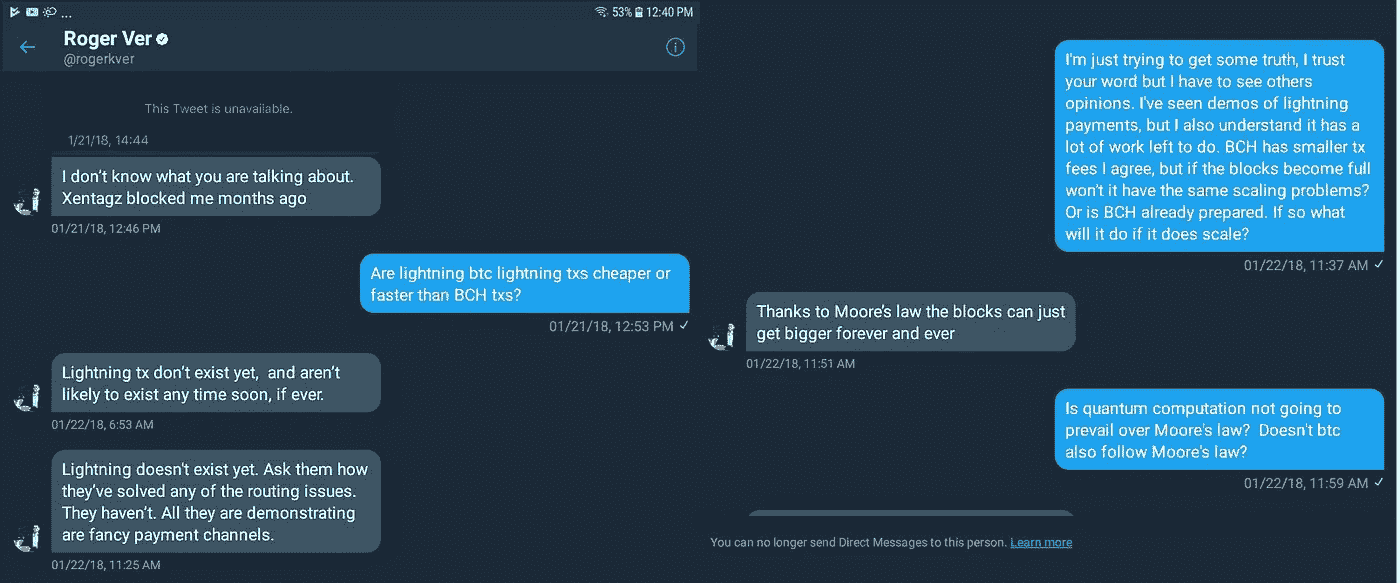 ... 53% 12:40 PM
Roger Ver
@rogerkver
This Tweet is unavailable.
1/21/18, 14:44
I don't know what you are talking about.
Xentagz blocked me months ago
01/21/18, 12:46 PM
Are lightning btc lightning txs cheaper or
faster than BCH txs?
01/21/18, 12:53 PM ✓
Lightning tx don't exist yet, and aren't
likely to exist any time soon, if ever.
01/22/18, 6:53 AM
Lightning doesn't exist yet. Ask them how
they've solved any of the routing issues.
They haven't. All they are demonstrating
are fancy payment channels.
01/22/18, 11:25 AM
I'm just trying to get some truth, I trust
your word but I have to see others
opinions. I've seen demos of lightning
payments, but I also understand it has a
lot of work left to do. BCH has smaller tx
fees I agree, but if the blocks become full
won't it have the same scaling problems?
Or is BCH already prepared. If so what
will it do if it does scale?
01/22/18, 11:37 AM ✓
Thanks to Moore's law the blocks can just
get bigger forever and ever
01/22/18, 11:51 AM
Is quantum computation not going to
prevail over Moore's law?  Doesn't btc
also follow Moore's law?
01/22/18, 11:59 AM ✓
You can no longer send Direct Messages to this person. Learn more